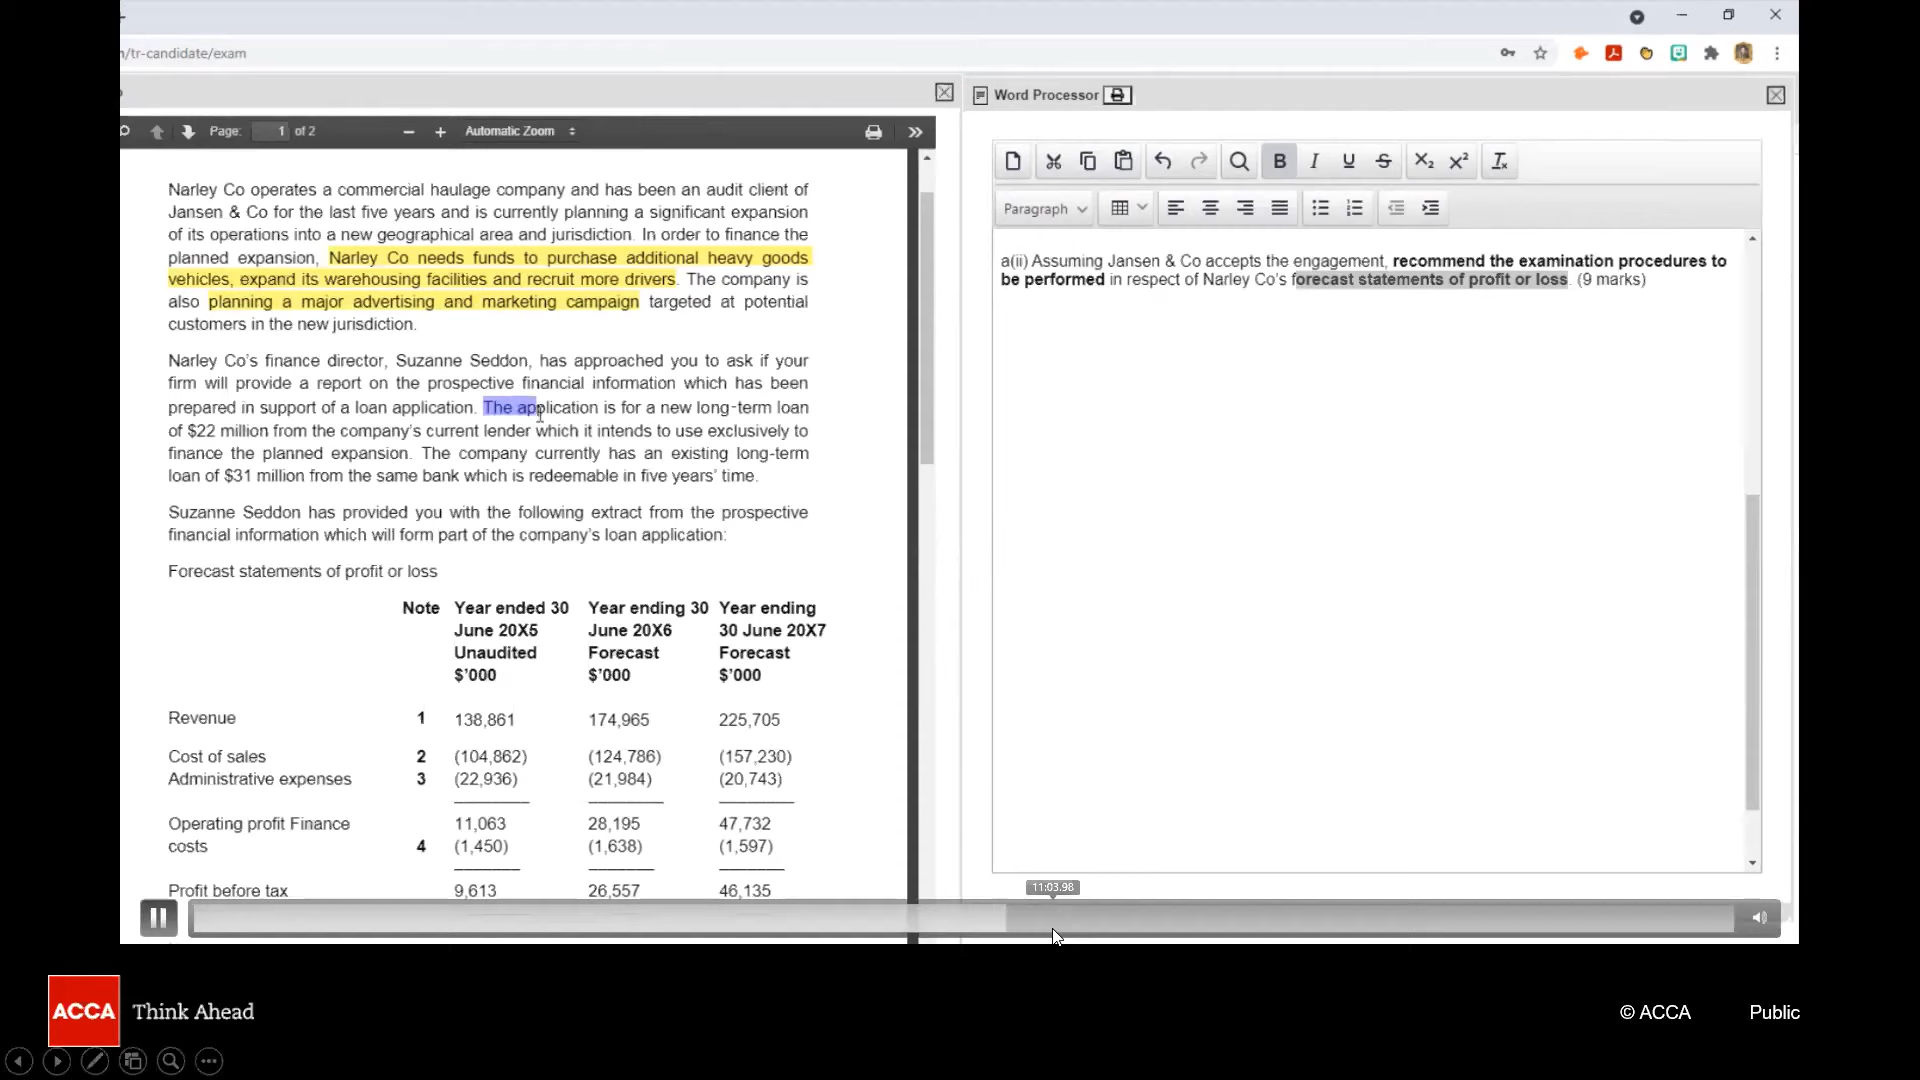 n/tr-candidate/exam
Page: 1 of 2
Automatic Zoom
Narley Co operates a commercial haulage company and has been an audit client of
Jansen & Co for the last five years and is currently planning a significant expansion
of its operations into a new geographical area and jurisdiction. In order to finance the
planned expansion, Narley Co needs funds to purchase additional heavy goods
vehicles, expand its warehousing facilities and recruit more drivers. The company is
also planning a major advertising and marketing campaign targeted at potential
customers in the new jurisdiction.
Narley Co's finance director, Suzanne Seddon, has approached you to ask if your
firm will provide a report on the prospective financial information which has been
prepared in support of a loan application. The application is for a new long-term loan
of $22 million from the company's current lender which it intends to use exclusively to
finance the planned expansion. The company currently has an existing long-term
loan of $31 million from the same bank which is redeemable in five years' time.
Suzanne Seddon has provided you with the following extract from the prospective
financial information which will form part of the company's loan application:
Forecast statements of profit or loss
Note Year ended 30 Year ending 30 Year ending
June 20X5 June 20X6 30 June 20X7
Unaudited Forecast Forecast
$'000 $'000 $'000
Revenue 1 138,861 174,965 225,705
Cost of sales 2 (104,862) (124,786) (157,230)
Administrative expenses 3 (22,936) (21,984) (20,743)
Operating profit Finance 11,063 28,195 47,732
costs 4 (1,450) (1,638) (1,597)
Profit before tax 9,613 26,557 46,135
Word Processor
B I U S X₂ X² Tx
Paragraph
a(ii) Assuming Jansen & Co accepts the engagement, recommend the examination procedures to
be performed in respect of Narley Co's forecast statements of profit or loss. (9 marks)
11:03.98
ACCA Think Ahead
© ACCA Public